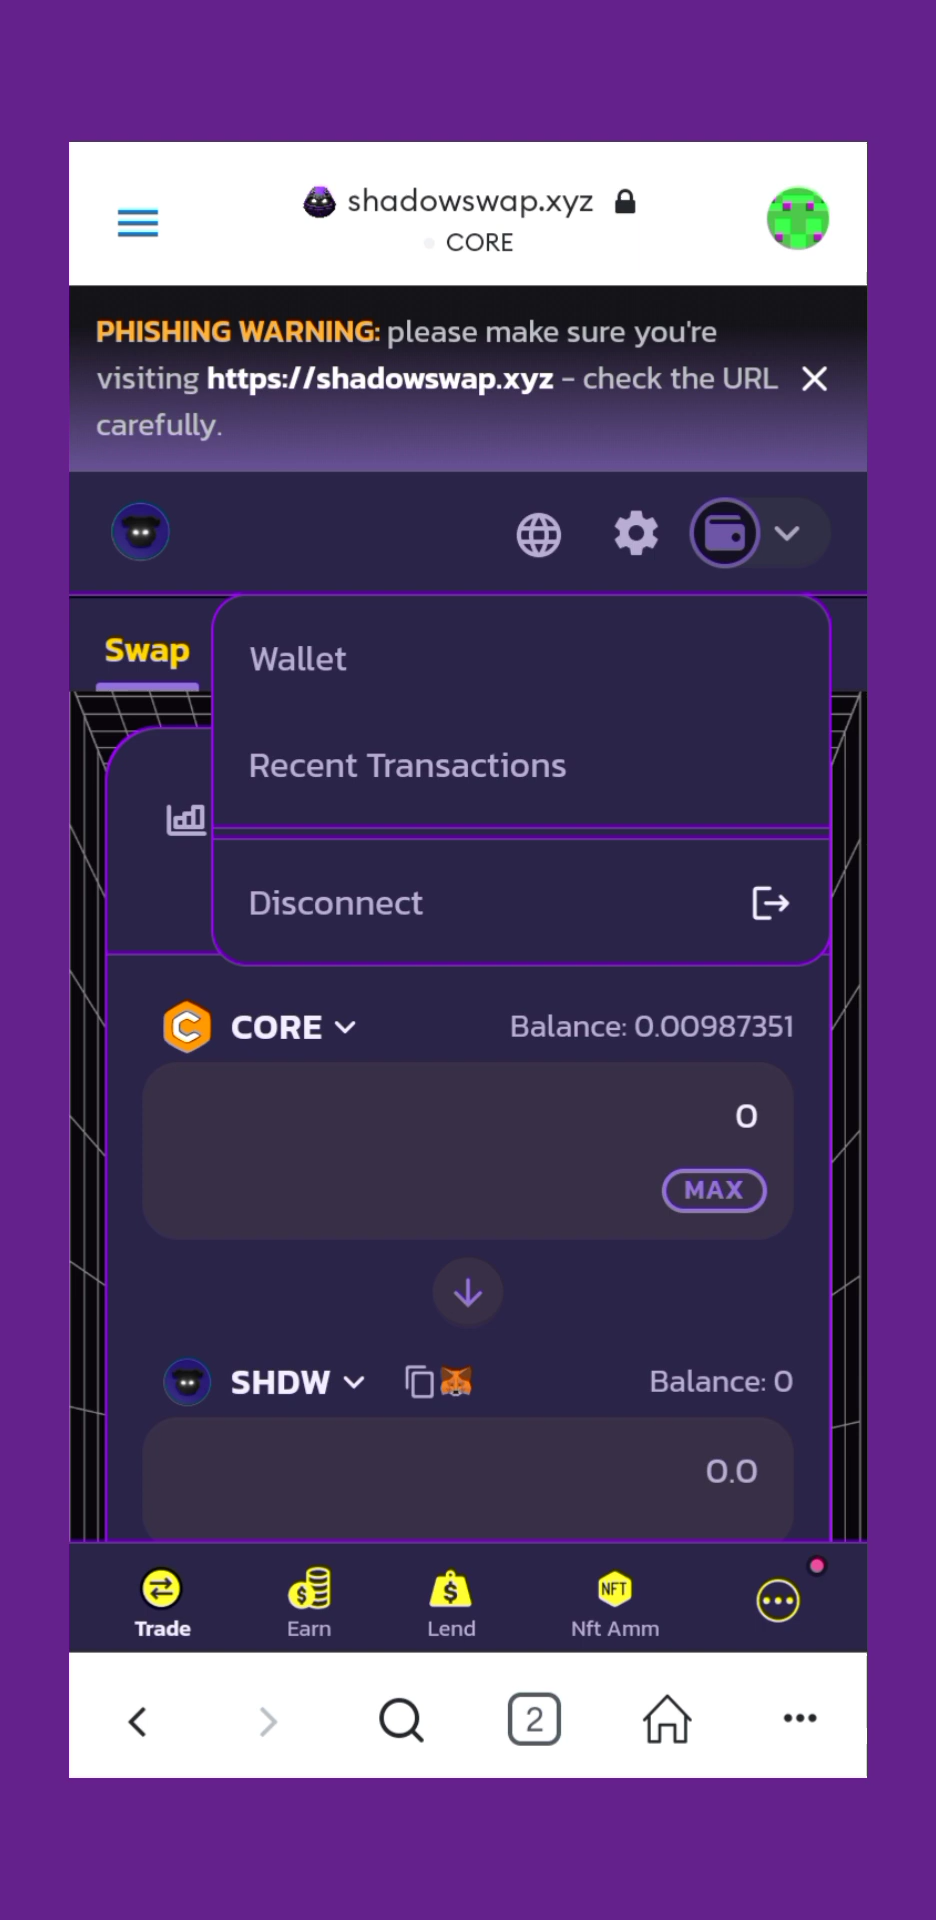 shadowswap.xyz
CORE
PHISHING WARNING: please make sure you're
visiting https://shadowswap.xyz - check the URL
carefully.
Swap
Wallet
Recent Transactions
Disconnect
C
CORE
Balance: 0.00987351
0
MAX
SHDW
Balance: 0
0.0
$
$
NFT
Trade
Earn
Lend
Nft Amm
2